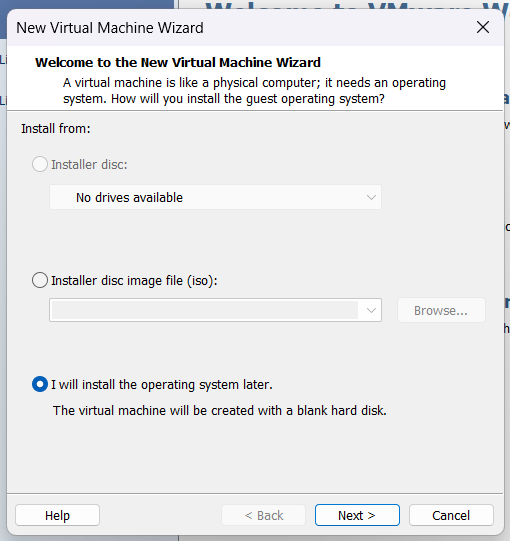 Welcome to VMware W
New Virtual Machine Wizard
Welcome to the New Virtual Machine Wizard
A virtual machine is like a physical computer; it needs an operating
system. How will you install the guest operating system?
Install from:
Installer disc:
No drives available
Installer disc image file (iso):
Browse...
I will install the operating system later.
The virtual machine will be created with a blank hard disk.
Help
< Back
Next >
Cancel